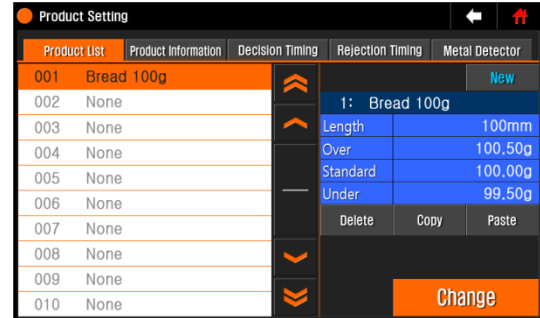 Product Setting
Product List Product Information Decision Timing Rejection Timing Metal Detector
001 Bread 100g
002 None
003 None
004 None
005 None
006 None
007 None
008 None
009 None
010 None
New
1: Bread 100g
Length 100mm
Over 100.50g
Standard 100.00g
Under 99.50g
Delete Copy Paste
Change